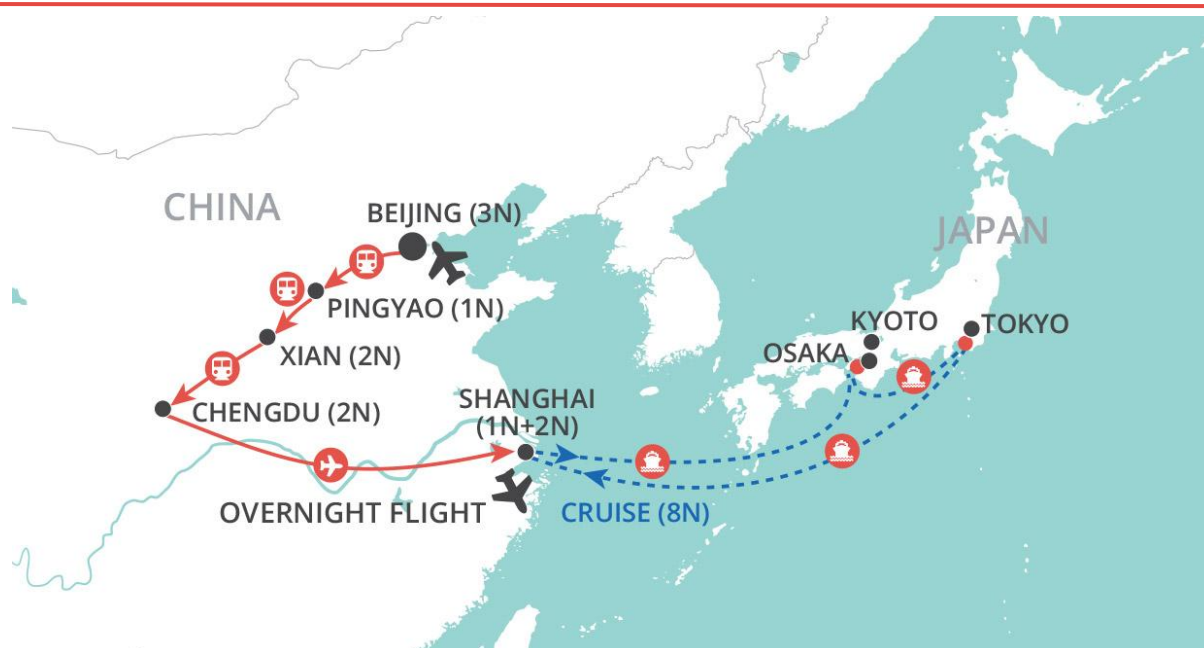 CHINA
BEIJING (3N)
JAPAN
PINGYAO (1N)
KYOTO
TOKYO
XIAN (2N)
OSAKA
CHENGDU (2N)
SHANGHAI
(1N+2N)
OVERNIGHT FLIGHT
CRUISE (8N)